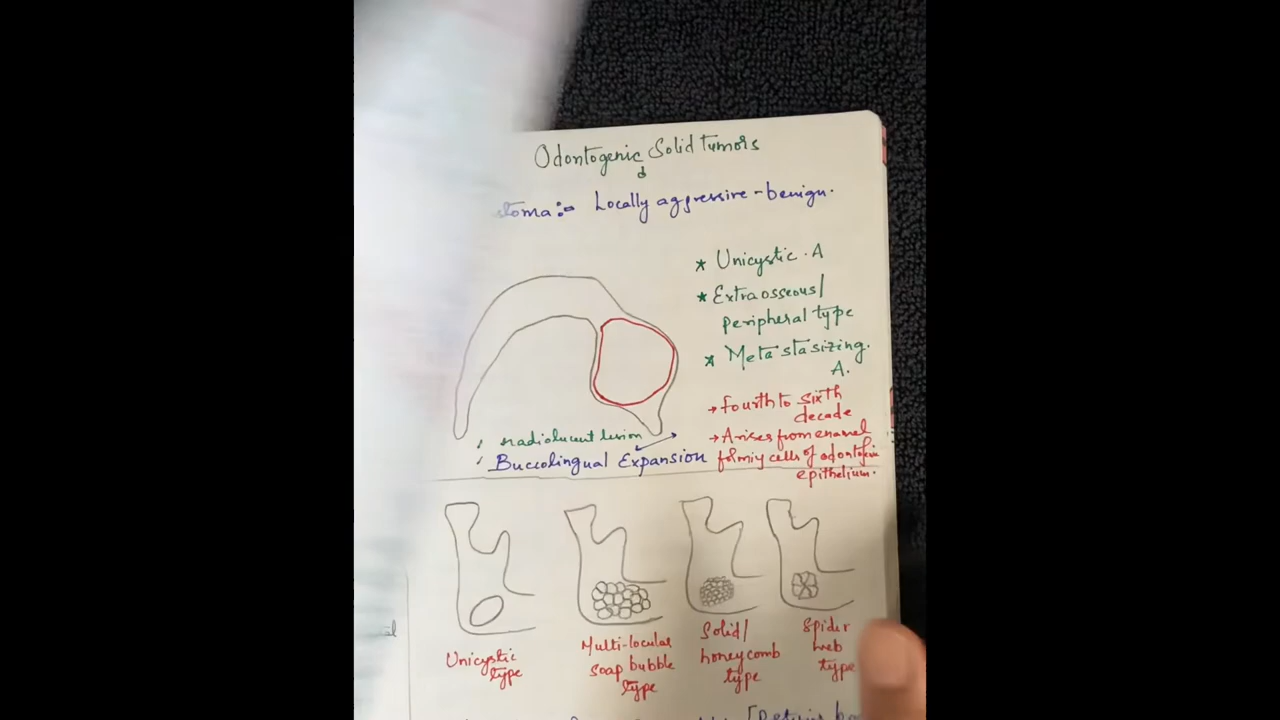 Odontogenic Solid Tumors
stoma:- Locally aggressive - benign.
* Unicystic. A
* Extraosseous/
peripheral type
* Metastasizing.
A.
→ Fourth to sixth
decade
→ Arises from enamel
radiolucent lesion
Buccolingual Expansion
cells of
epithelium.
Unicystic
type
Multi-locular
soap bubble
type
Solid/
honeycomb
type
Spider
web
type